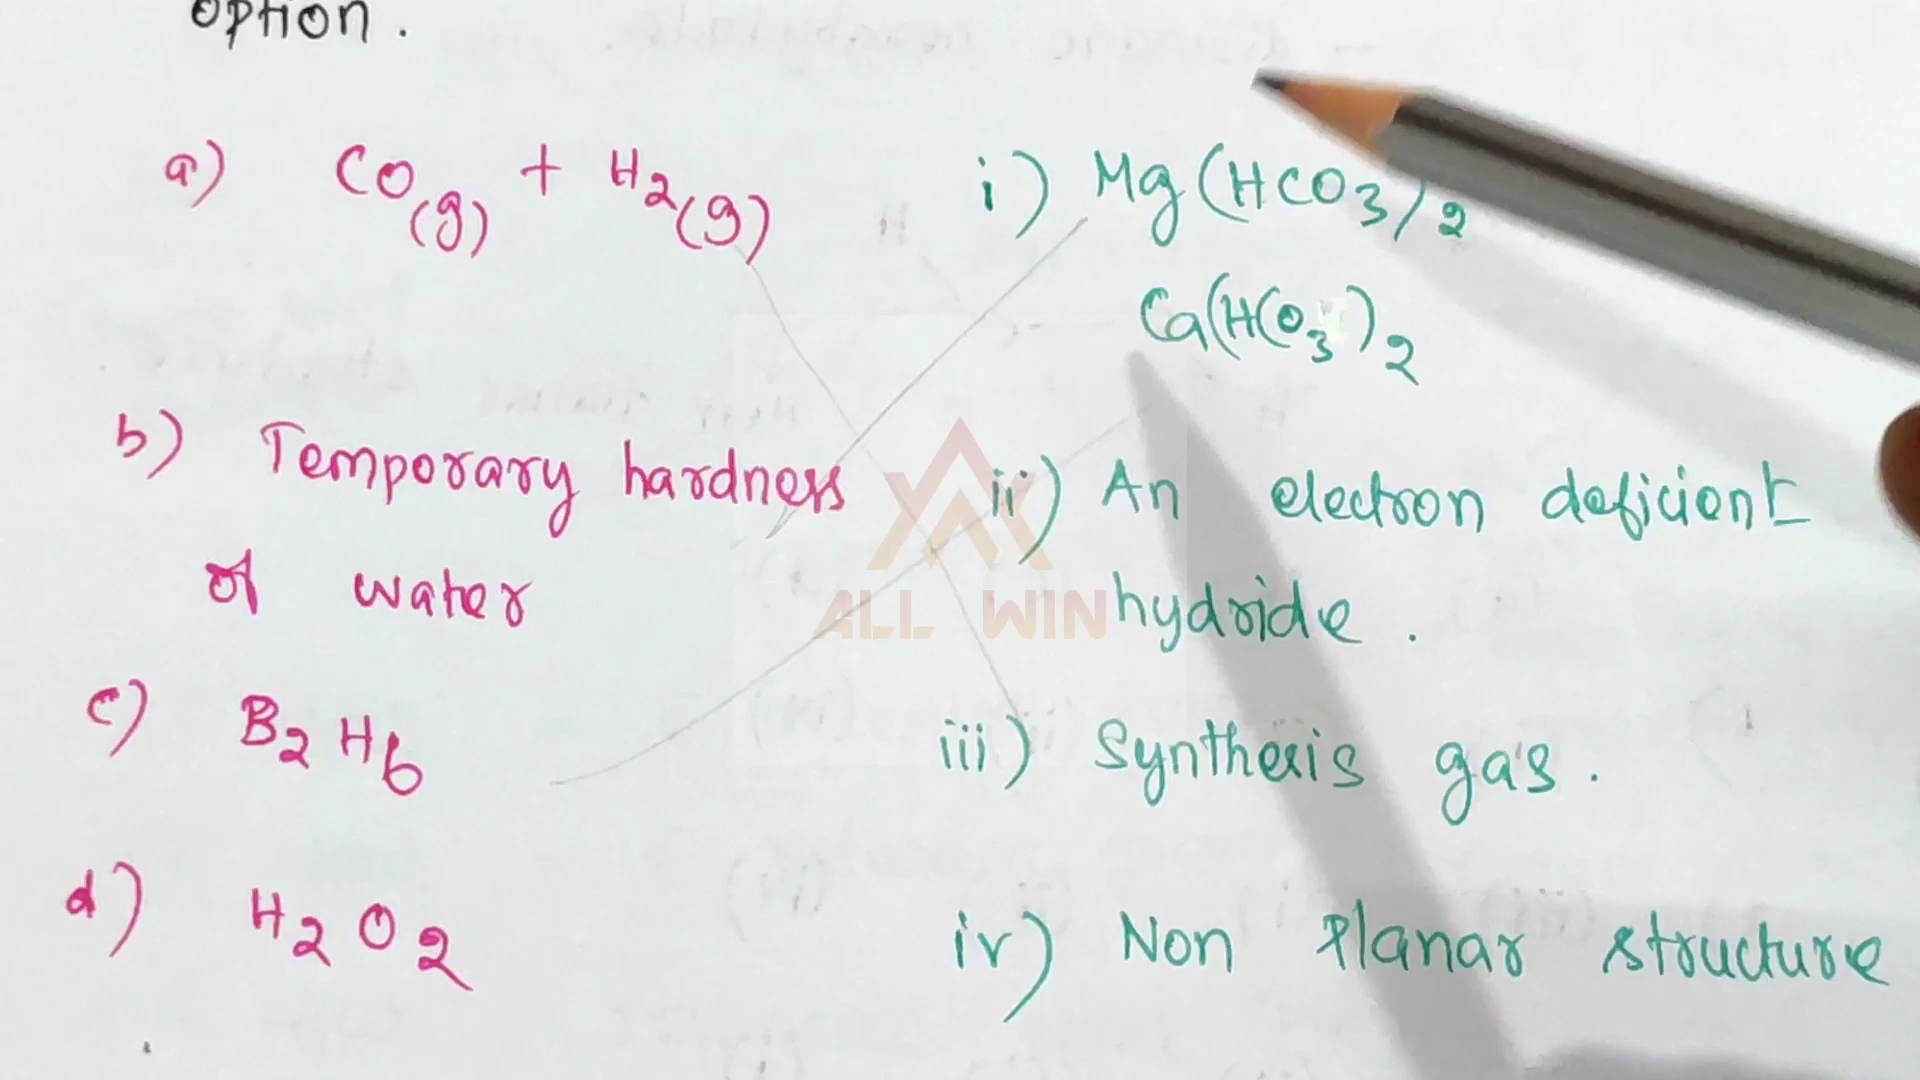 option.
a) CO(g) + H2(g) i) Mg(HCO3)2
Ca(HCO3)2
b) Temporary hardness ii) An electron deficient
of water hydride.
ALL WIN
c) B2H6 iii) Synthesis gas.
d) H2O2 iv) Non Planar structure